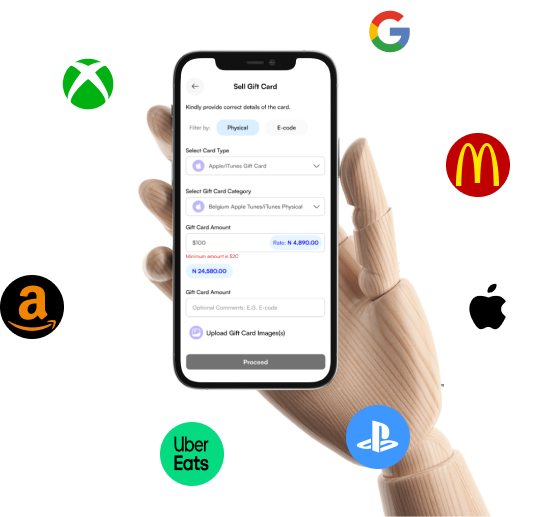 Sell Gift Card
Kindly provide correct details of the card.
Filter by: Physical E-code
Select Card Type
Apple/iTunes Gift Card
Select Gift Card Category
Belgium Apple Tunes/iTunes Physical
Gift Card Amount
$100 Rate: N 4,890.00
Minimum amount is $20
N 24,580.00
Gift Card Amount
Optional Comments: E.G, E-code
Upload Gift Card Images(s)
Proceed
a
Uber
Eats